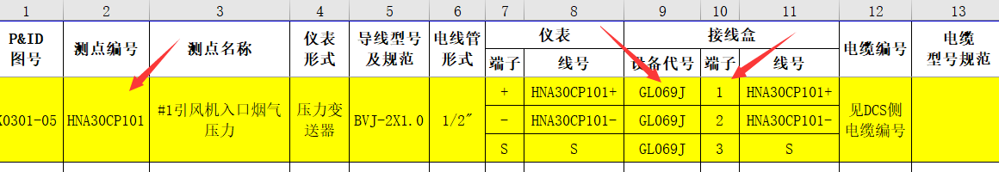 1 2 3 4 5 6 7 8 9 10 11 12 13
P&ID 图号 测点编号 测点名称 仪表 形式 导线型号 及规范 电线管 形式 仪表 接线盒 电缆编号 电缆 型号规范
端子 线号 设备代号 端子 线号
+ HNA30CP101+ GL069J 1 HNA30CP101+
0301-05 HNA30CP101 #1引风机入口烟气 压力 压力变 送器 BVJ-2X1.0 1/2" - HNA30CP101- GL069J 2 HNA30CP101- 见DCS侧 电缆编号
S S GL069J 3 S